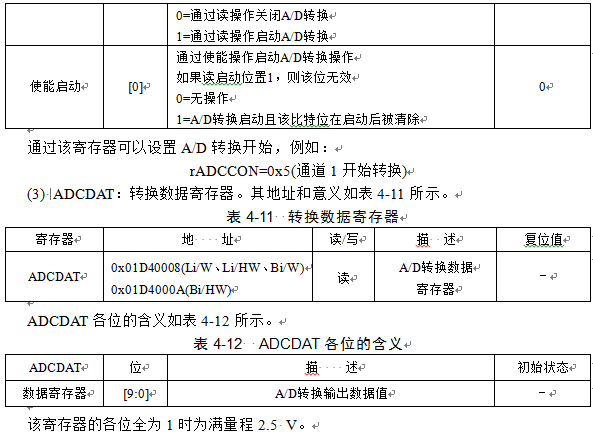 0=通过读操作关闭A/D转换
1=通过读操作启动A/D转换
使能启动 [0] 通过使能操作启动A/D转换操作 0
如果读启动位置1，则该位无效
0=无操作
1=A/D转换启动且该比特位在启动后被清除
通过该寄存器可以设置 A/D 转换开始，例如：
rADCCON=0x5(通道 1 开始转换)
(3) ADCDAT：转换数据寄存器。其地址和意义如表 4-11 所示。
表 4-11 转换数据寄存器
寄存器 地 址 读/写 描 述 复位值
ADCDAT 0x01D40008(Li/W、Li/HW、Bi/W) 读 A/D转换数据 －
0x01D4000A(Bi/HW) 寄存器
ADCDAT 各位的含义如表 4-12 所示。
表 4-12 ADCDAT 各位的含义
ADCDAT 位 描 述 初始状态
数据寄存器 [9:0] A/D转换输出数据值 －
该寄存器的各位全为 1 时为满量程 2.5 V。